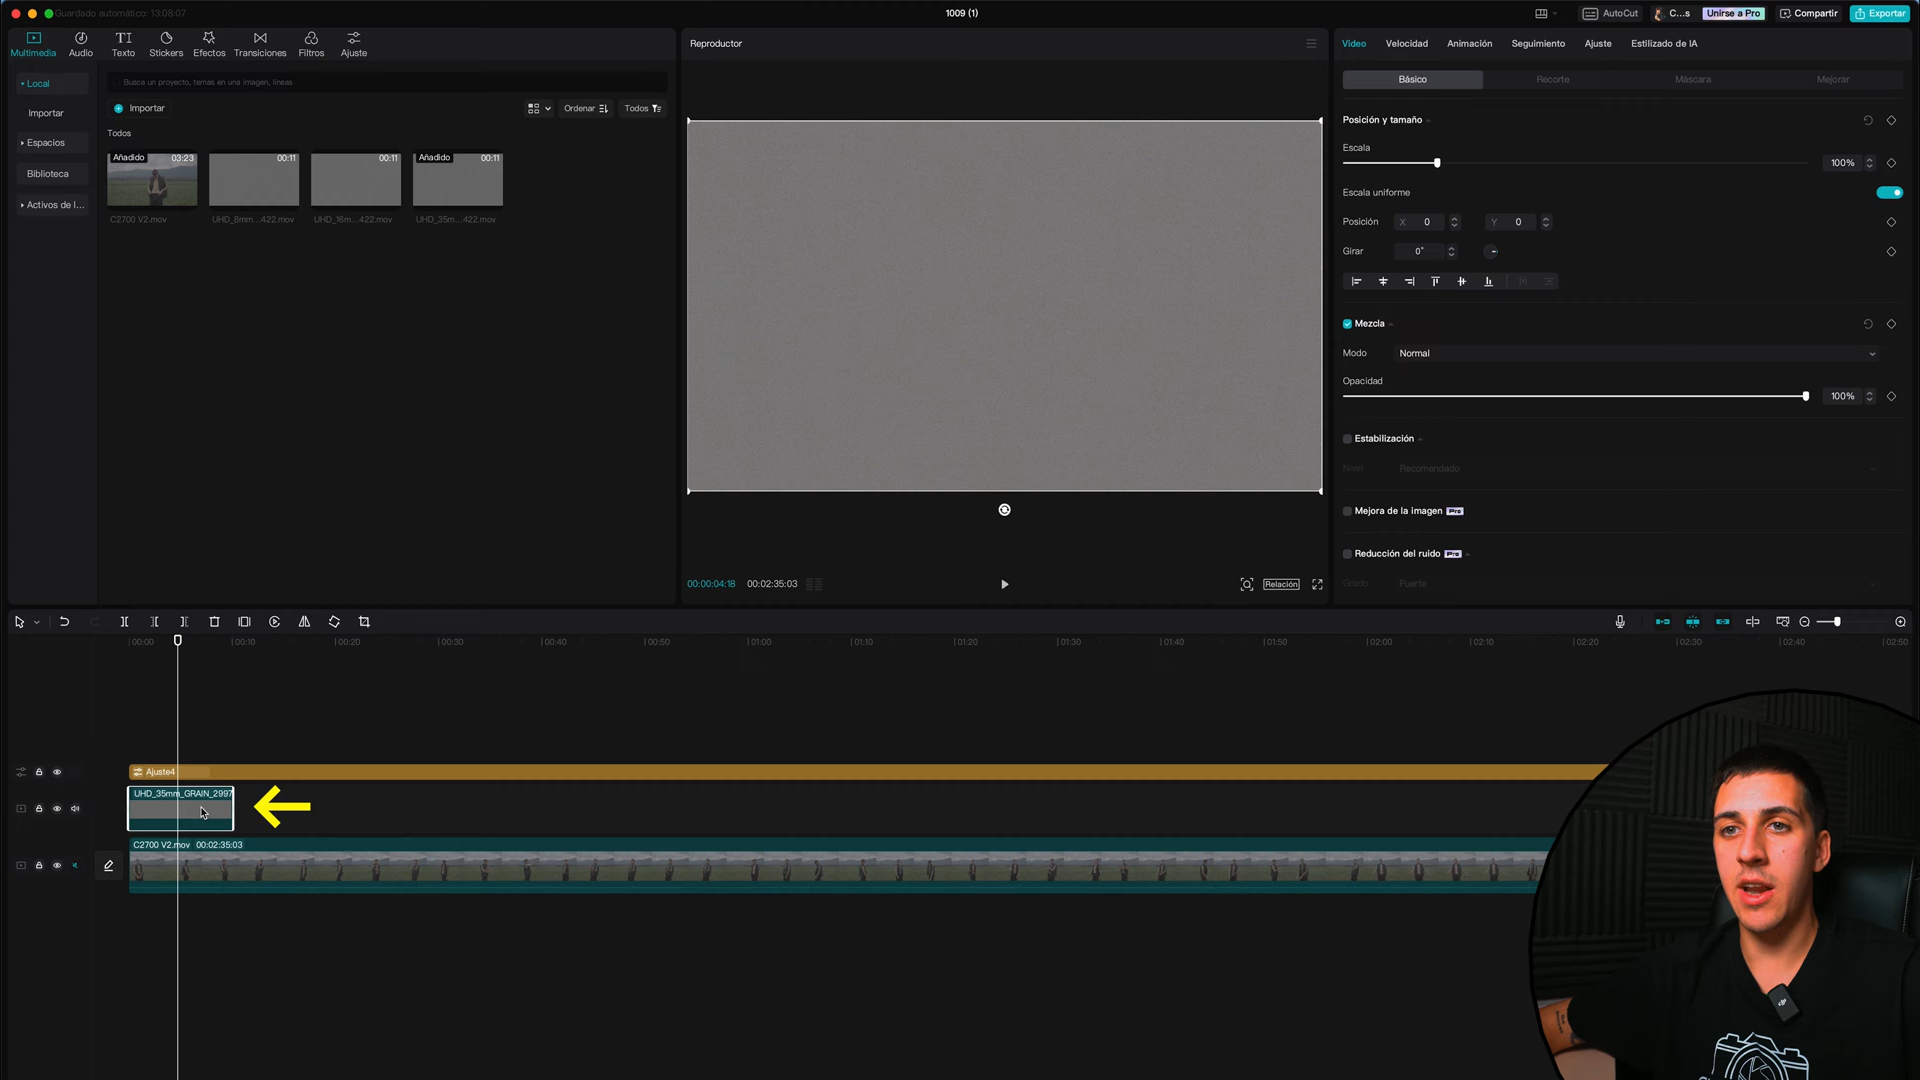 Guardado automático: 13:08:07
1009 (1)
AutoCut
C...s
Unirse a Pro
Compartir
Exportar
Multimedia
Audio
Texto
Stickers
Efectos
Transiciones
Filtros
Ajuste
Local
Importar
Espacios
Biblioteca
Activos de l...
Busca un proyecto, temas en una imagen, líneas
Importar
Ordenar
Todos
Todos
Añadido 03:23
00:11
00:11
Añadido 00:11
C2700 V2.mov
UHD_8mm...422.mov
UHD_16m...422.mov
UHD_35m...422.mov
Reproductor
00:00:04:18 00:02:35:03
Relación
Video
Velocidad
Animación
Seguimiento
Ajuste
Estilizado de IA
Básico
Recorte
Máscara
Mejorar
Posición y tamaño
Escala
100%
Escala uniforme
Posición X 0 Y 0
Girar 0°
Mezcla
Modo Normal
Opacidad
100%
Estabilización
Nivel Recomendado
Mejora de la imagen Pro
Reducción del ruido Pro
Grado Fuerte
00:00 00:10 00:20 00:30 00:40 00:50 01:00 01:10 01:20 01:30 01:40 01:50 02:00 02:10 02:20 02:30 02:40 02:50
Ajuste4
UHD_35mm_GRAIN_2997
C2700 V2.mov 00:02:35:03